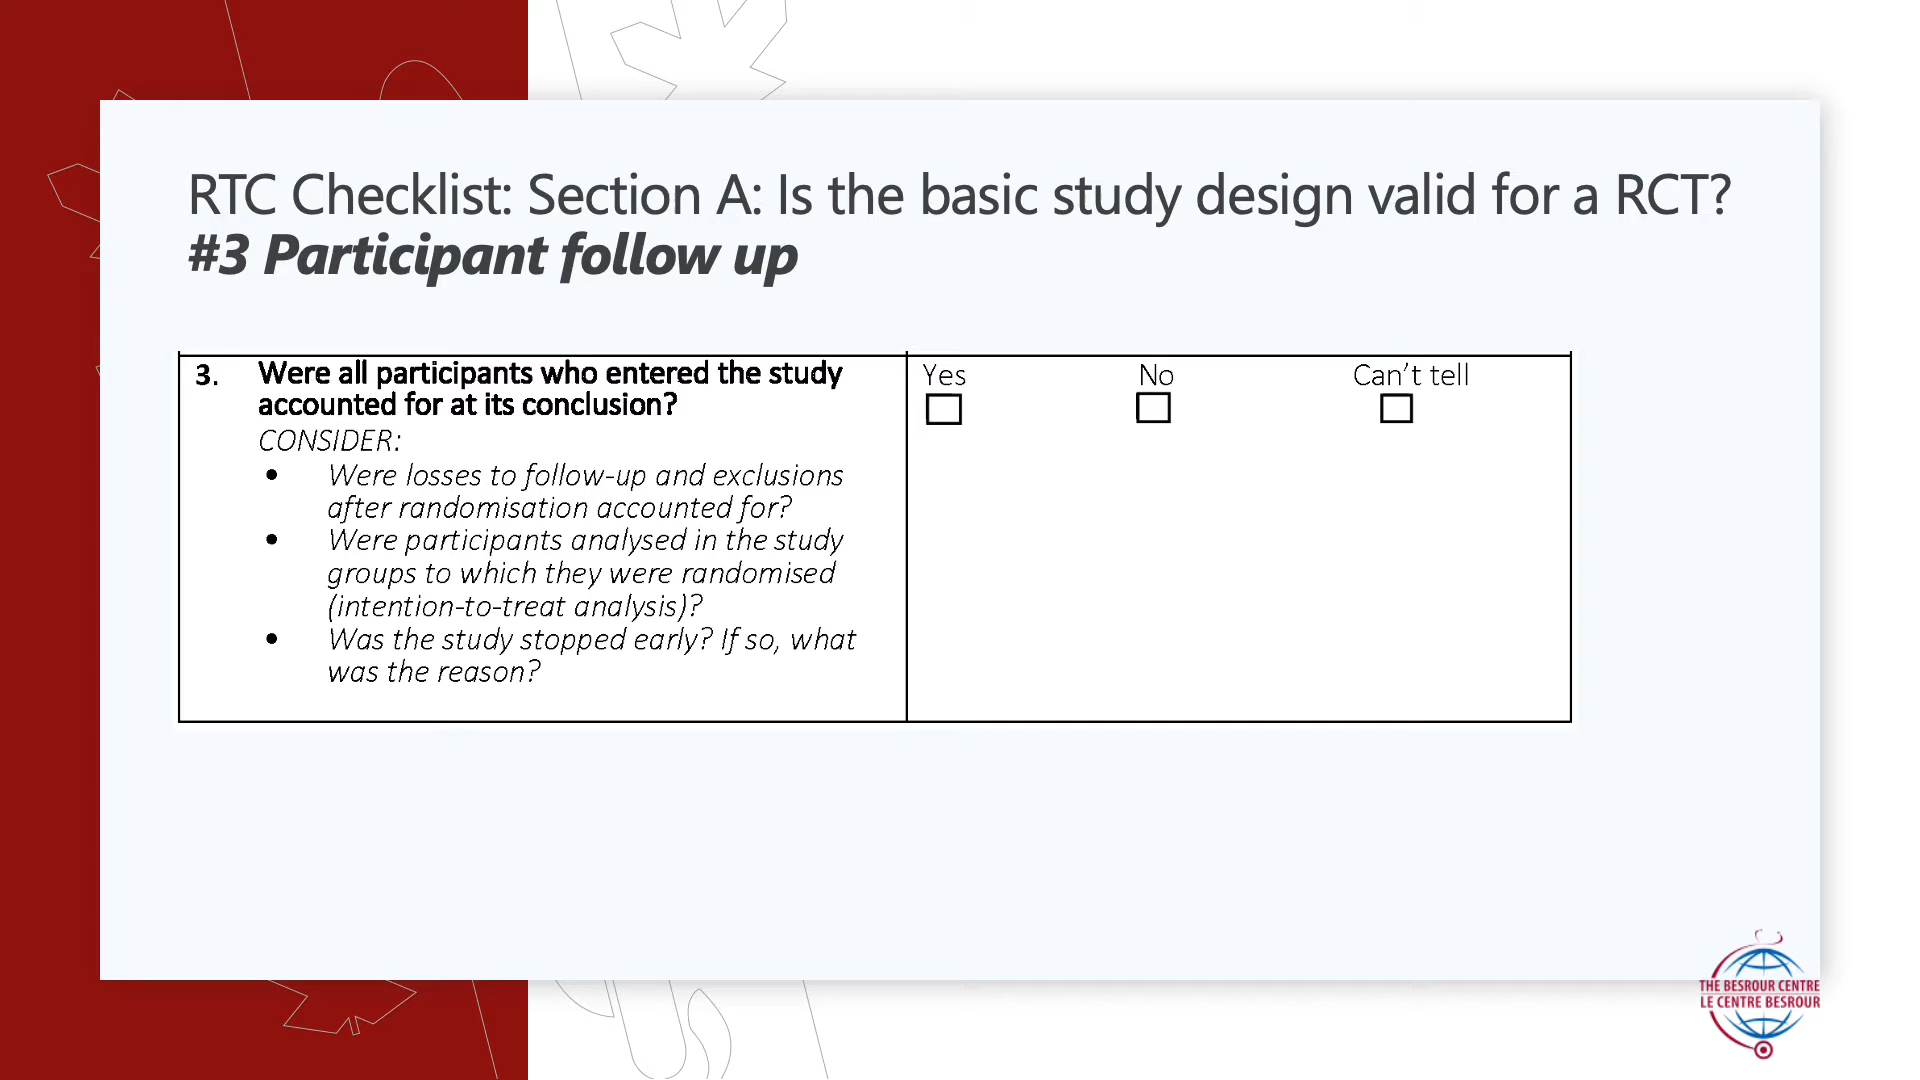 RTC Checklist: Section A: Is the basic study design valid for a RCT?
#3 Participant follow up
3. Were all participants who entered the study
accounted for at its conclusion?
CONSIDER:
• Were losses to follow-up and exclusions
after randomisation accounted for?
• Were participants analysed in the study
groups to which they were randomised
(intention-to-treat analysis)?
• Was the study stopped early? If so, what
was the reason?
Yes No Can't tell
THE BESROUR CENTRE
LE CENTRE BESROUR